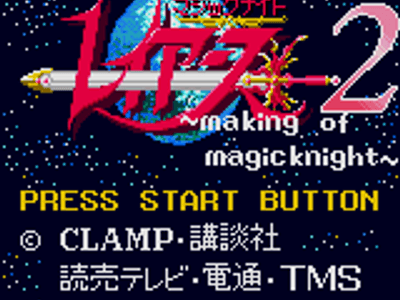 マジックナイト
レイアース2
~making of
magicknight~
PRESS START BUTTON
© CLAMP・講談社
読売テレビ・電通・TMS